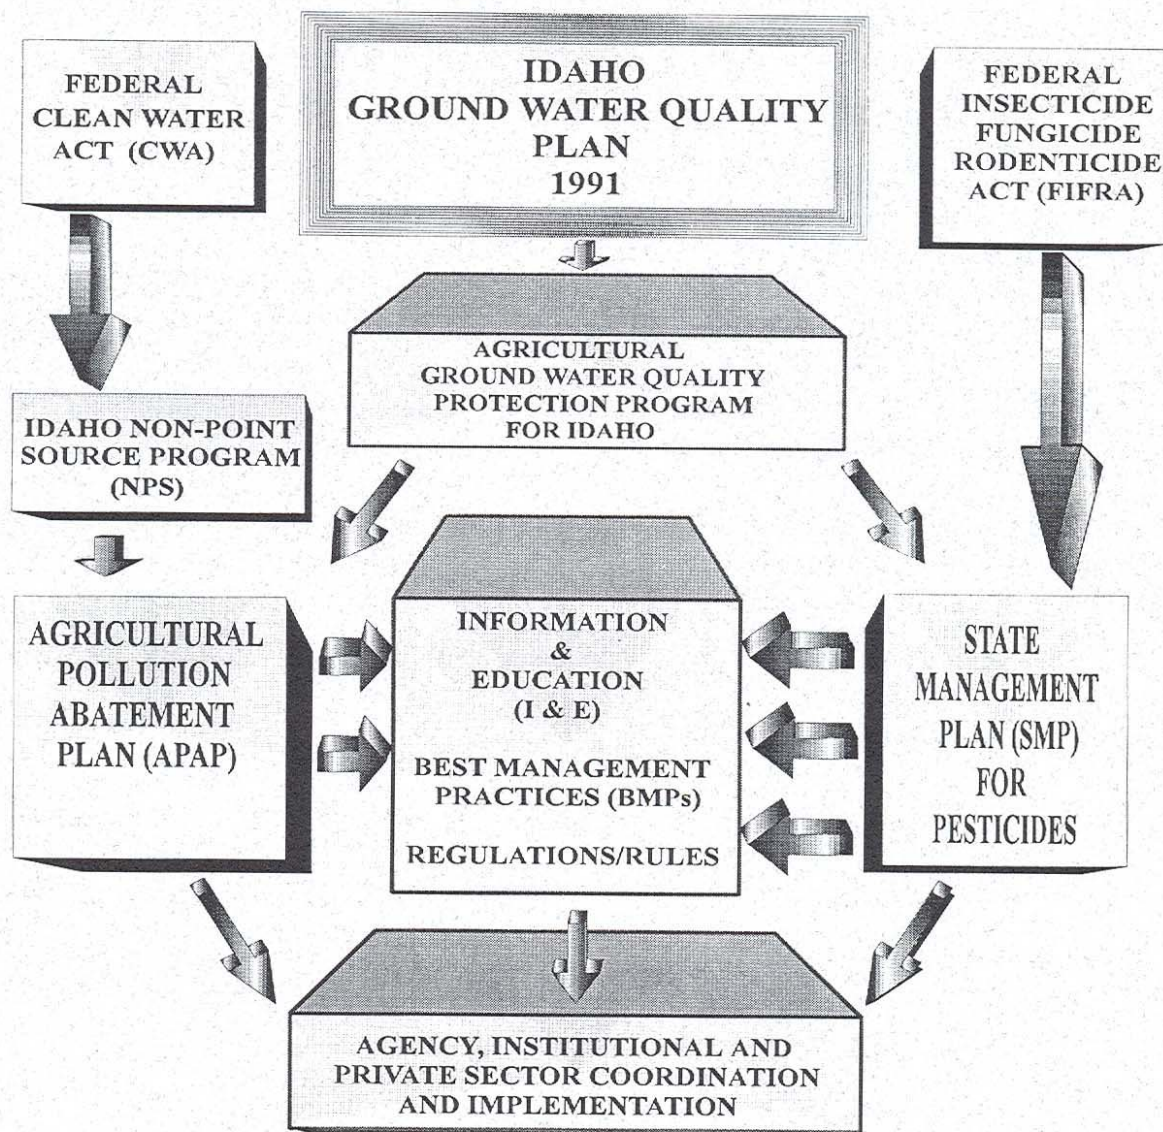 FEDERAL
CLEAN WATER
ACT (CWA)
IDAHO
GROUND WATER QUALITY
PLAN
1991
FEDERAL
INSECTICIDE
FUNGICIDE
RODENTICIDE
ACT (FIFRA)
AGRICULTURAL
GROUND WATER QUALITY
PROTECTION PROGRAM
FOR IDAHO
IDAHO NON-POINT
SOURCE PROGRAM
(NPS)
AGRICULTURAL
POLLUTION
ABATEMENT
PLAN (APAP)
INFORMATION
&
EDUCATION
(I & E)
BEST MANAGEMENT
PRACTICES (BMPs)
REGULATIONS/RULES
STATE
MANAGEMENT
PLAN (SMP)
FOR
PESTICIDES
AGENCY, INSTITUTIONAL AND
PRIVATE SECTOR COORDINATION
AND IMPLEMENTATION